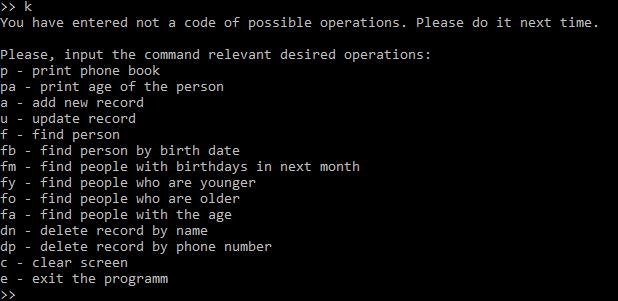 >> k
You have entered not a code of possible operations. Please do it next time.
Please, input the command relevant desired operations:
p - print phone book
pa - print age of the person
a - add new record
u - update record
f - find person
fb - find person by birth date
fm - find people with birthdays in next month
fy - find people who are younger
fo - find people who are older
fa - find people with the age
dn - delete record by name
dp - delete record by phone number
c - clear screen
e - exit the programm
>>